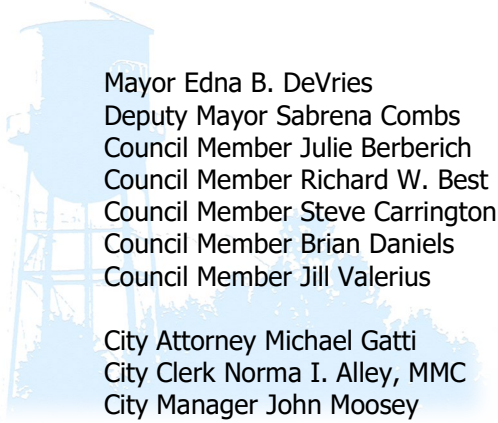 Mayor Edna B. DeVries
Deputy Mayor Sabrena Combs
Council Member Julie Berberich
Council Member Richard W. Best
Council Member Steve Carrington
Council Member Brian Daniels
Council Member Jill Valerius
City Attorney Michael Gatti
City Clerk Norma I. Alley, MMC
City Manager John Moosey